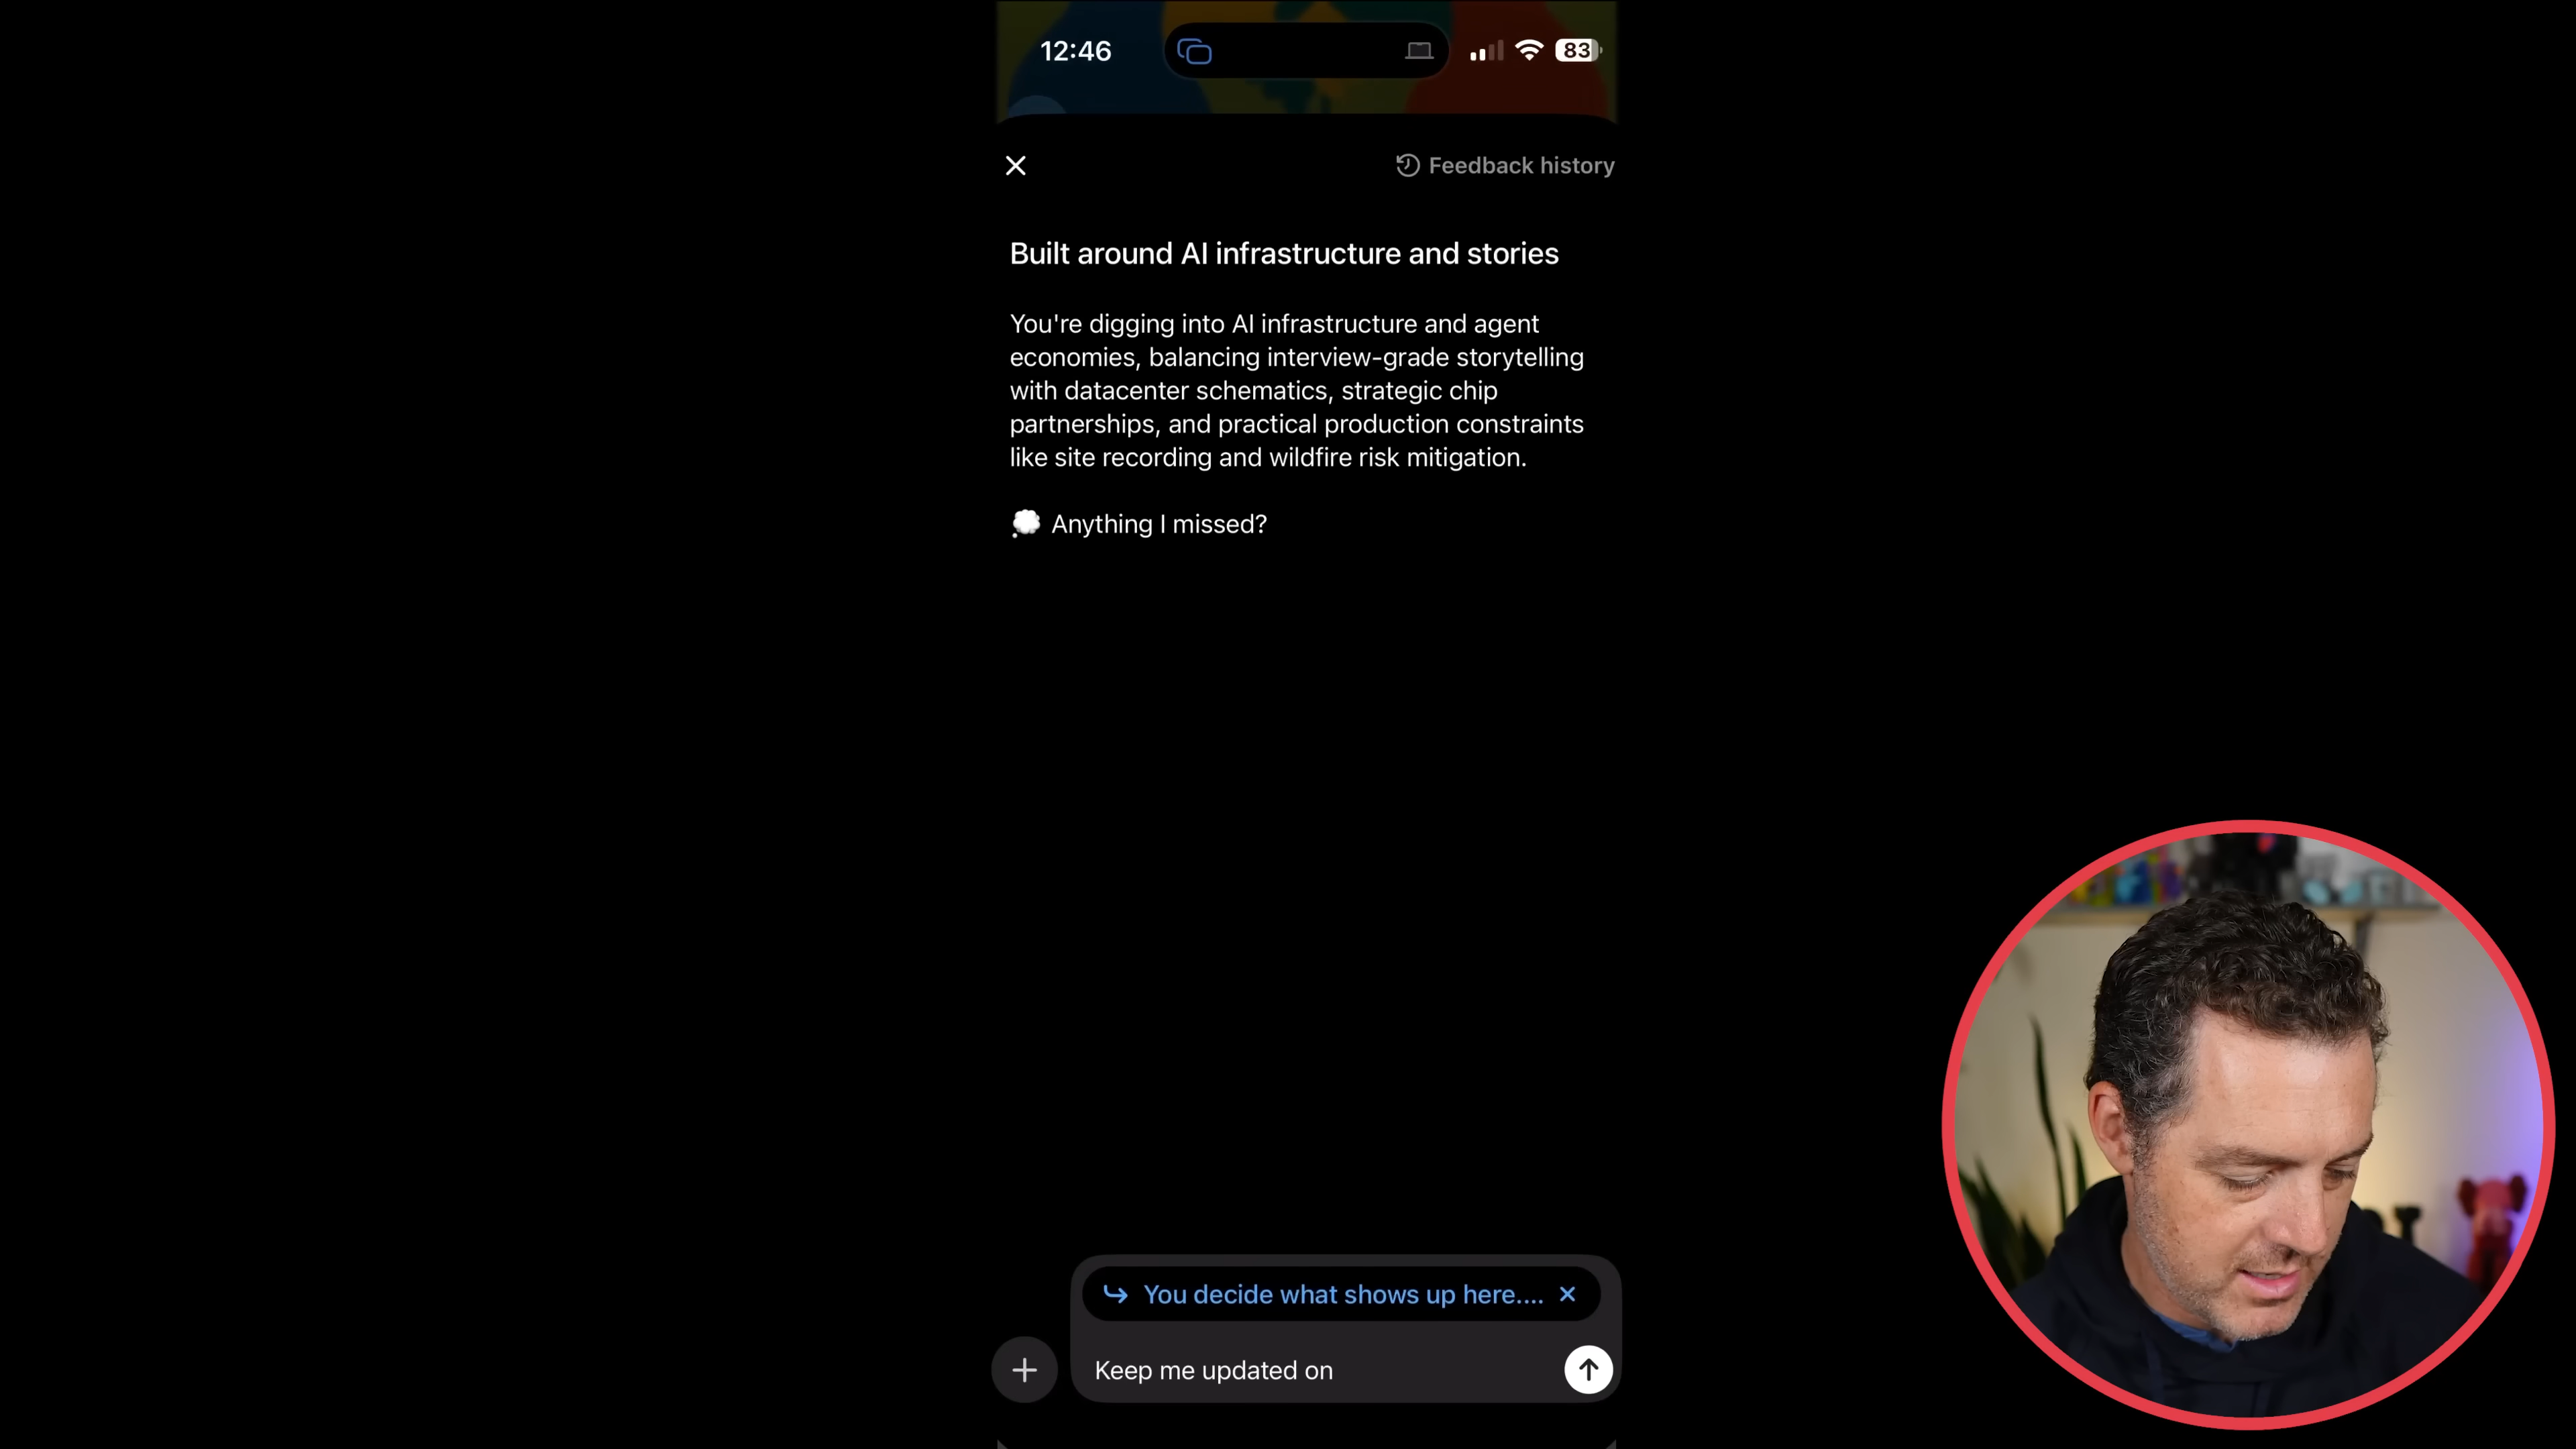 12:46
83
Feedback history
Built around AI infrastructure and stories
You're digging into AI infrastructure and agent
economies, balancing interview-grade storytelling
with datacenter schematics, strategic chip
partnerships, and practical production constraints
like site recording and wildfire risk mitigation.
💭 Anything I missed?
You decide what shows up here....
Keep me updated on